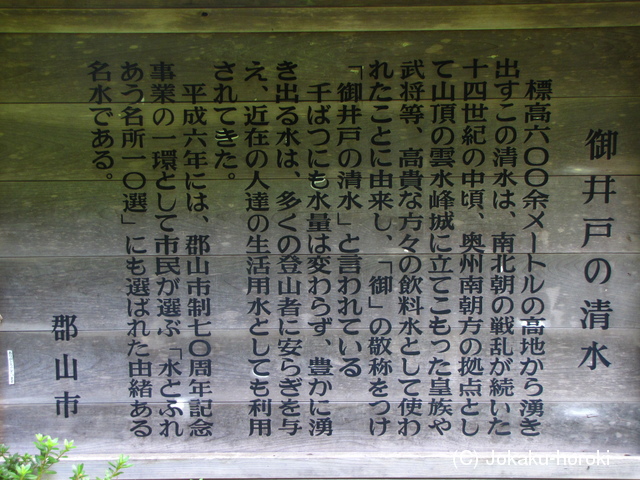 御井戸の清水
標高六〇〇余メートルの高地から湧き
出すこの清水は、南北朝の戦乱が続いた
十四世紀の中頃、奥州南朝方の拠点とし
て山頂の雲水峰城に立てこもった皇族や
武将等、高貴な方々の飲料水として使わ
れたことに由来し、「御」の敬称をつけ
「御井戸の清水」と言われている
千ばつにも水量は変わらず、豊かに湧
き出る水は、多くの登山者に安らぎを与
え、近在の人達の生活用水としても利用
されてきた。
平成六年には、郡山市制七〇周年記念
事業の一環として市民が選ぶ「水とふれ
あう名所一〇選」にも選ばれた由緒ある
名水である。
郡山市
(C) Jokaku-horoki